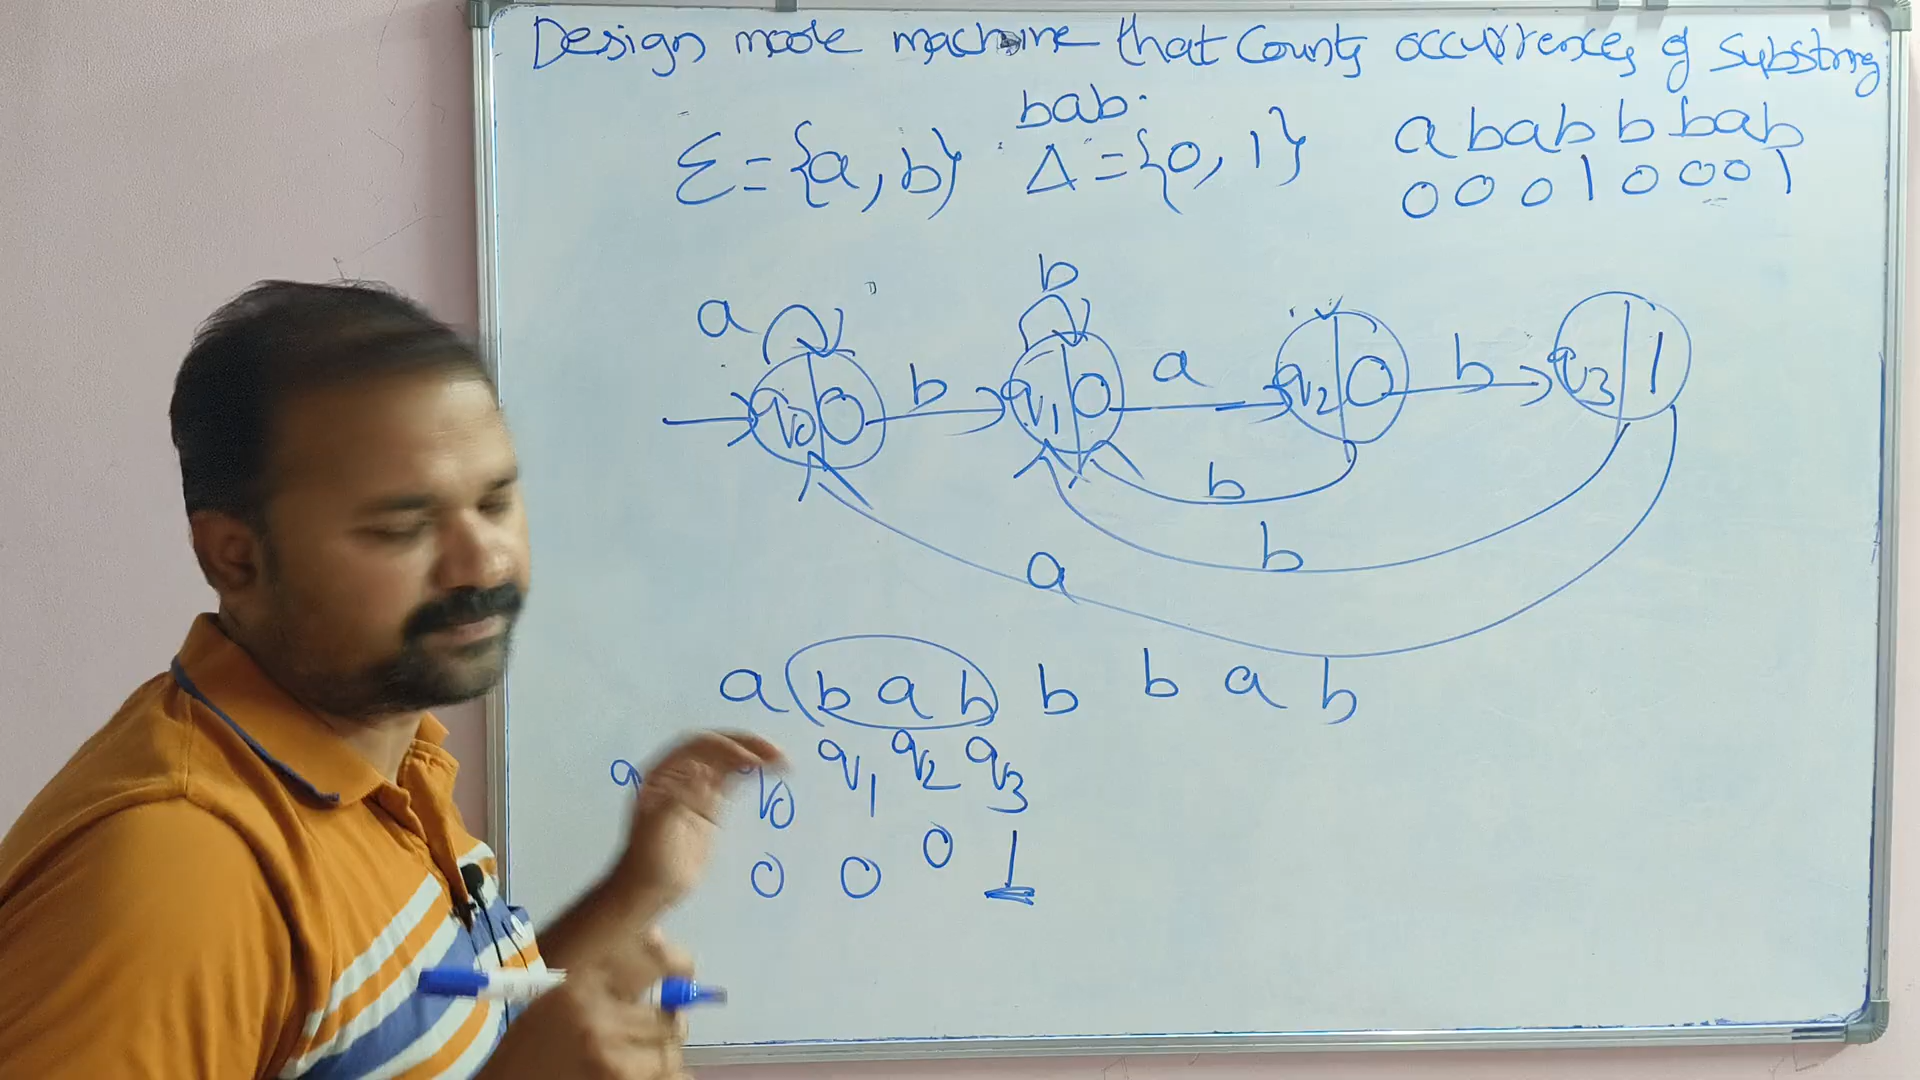 Design moore machine that Counts occurrences of Substring
bab.
Σ = {a, b} Δ = {0, 1} a b a b b b a b
0 0 0 1 0 0 0 1
b
a
q0 0 b q1 0 a q2 0 b q3 1
b
b
a
a b a b b b a b
q0 q1 q2 q3
0 0 0 1